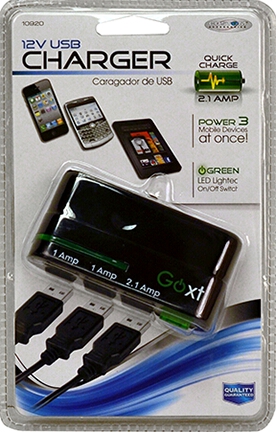 10920
12V USB
CHARGER
Caragador de USB
QUICK
CHARGE
2.1 AMP
POWER 3
Mobile Devices
at once!
GREEN
LED Lightec
On/Off Switch
Goxt
1 Amp
1 Amp
2.1 Amp
QUALITY
GUARANTEED